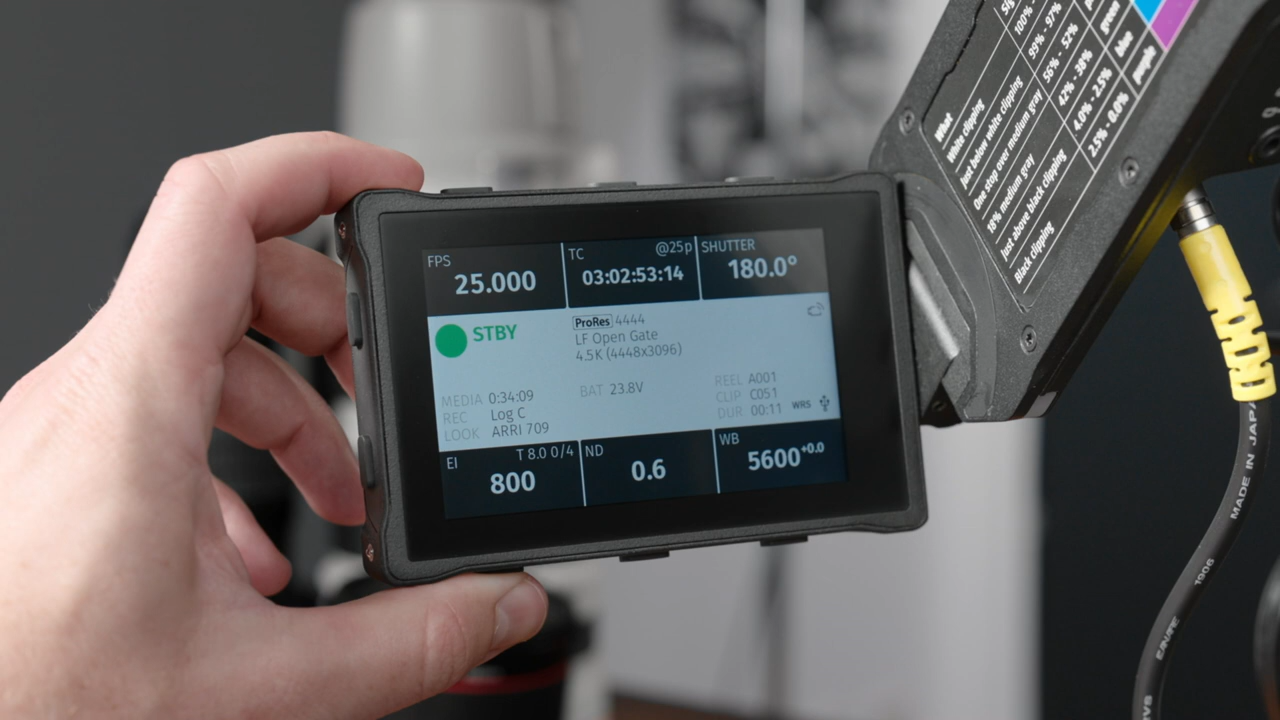 FPS
25.000
TC @25p
03:02:53:14
SHUTTER
180.0°
STBY
ProRes 4444
LF Open Gate
4.5K (4448x3096)
MEDIA 0:34:09
REC Log C
LOOK ARRI 709
BAT 23.8V
REEL A001
CLIP C051
DUR 00:11 WRS
EI T 8.0 0/4
800
ND
0.6
WB
5600+0.0
What
White clipping 100% -
Just below white clipping 99% - 97%
One stop over medium gray 56% - 52%
18% medium gray 42% - 38% green
Just above black clipping 4.0% - 2.5% blue
Black clipping 2.5% - 0.0% purple
MADE IN JAPA
1906